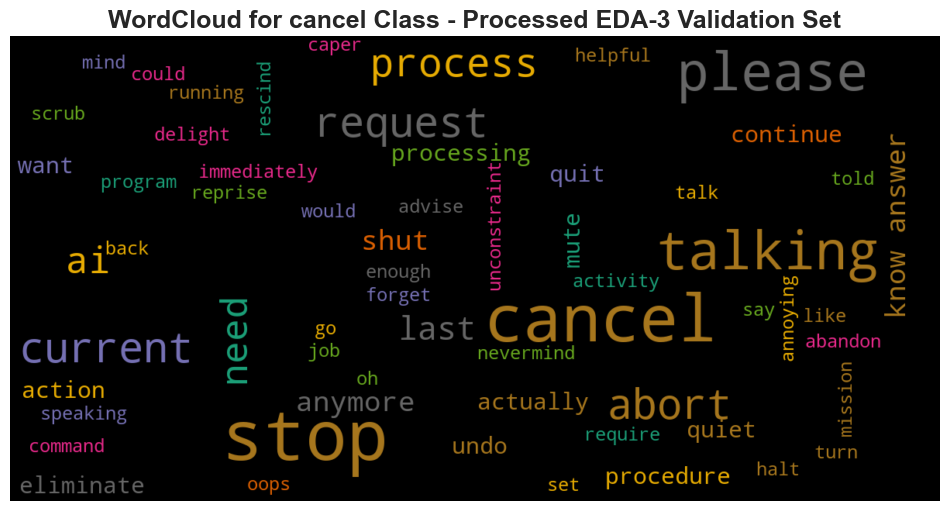 WordCloud for cancel Class - Processed EDA-3 Validation Set
caper
mind
could
process
helpful
please
running
rescind
scrub
request
delight
continue
processing
want
immediately
quit
program
reprise
talk
told
would
advise
unconstraint
know answer
mute
shut
talking
ai
back
enough
activity
forget
need
cancel
say
annoying
like
go
last
current
job
nevermind
abandon
oh
action
anymore
actually
abort
mission
speaking
stop
quiet
require
command
undo
turn
halt
procedure
eliminate
oops
set